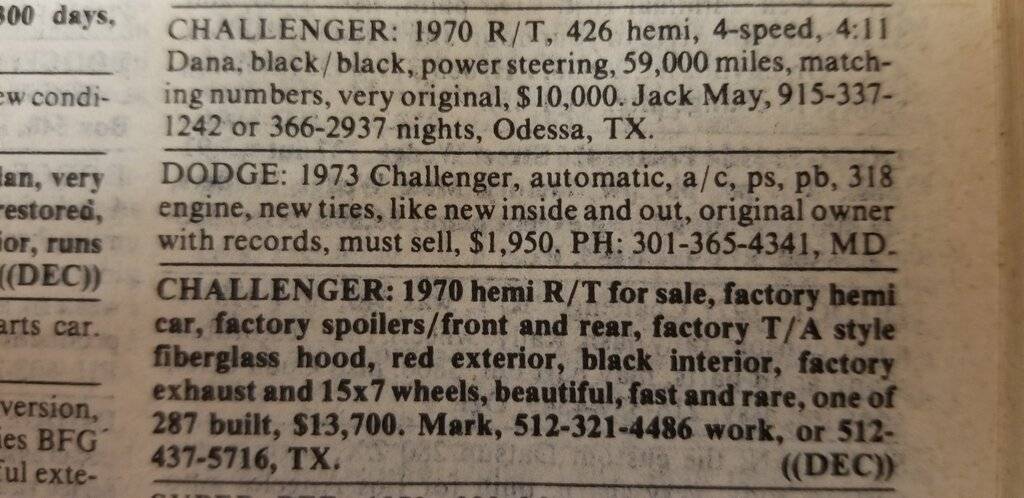 300 days,
ew condi-
lan, very
restored,
ior, runs
((DEC))
arts car.
version,
ies BFG
ful exte-
CHALLENGER: 1970 R/T, 426 hemi, 4-speed, 4:11
Dana, black/black, power steering, 59,000 miles, match-
ing numbers, very original, $10,000. Jack May, 915-337-
1242 or 366-2937 nights, Odessa, TX.
DODGE: 1973 Challenger, automatic, a/c, ps, pb, 318
engine, new tires, like new inside and out, original owner
with records, must sell, $1,950. PH: 301-365-4341, MD.
CHALLENGER: 1970 hemi R/T for sale, factory hemi
car, factory spoilers/front and rear, factory T/A style
fiberglass hood, red exterior, black interior, factory
exhaust and 15x7 wheels, beautiful, fast and rare, one of
287 built, $13,700. Mark, 512-321-4486 work, or 512-
437-5716, TX. ((DEC))